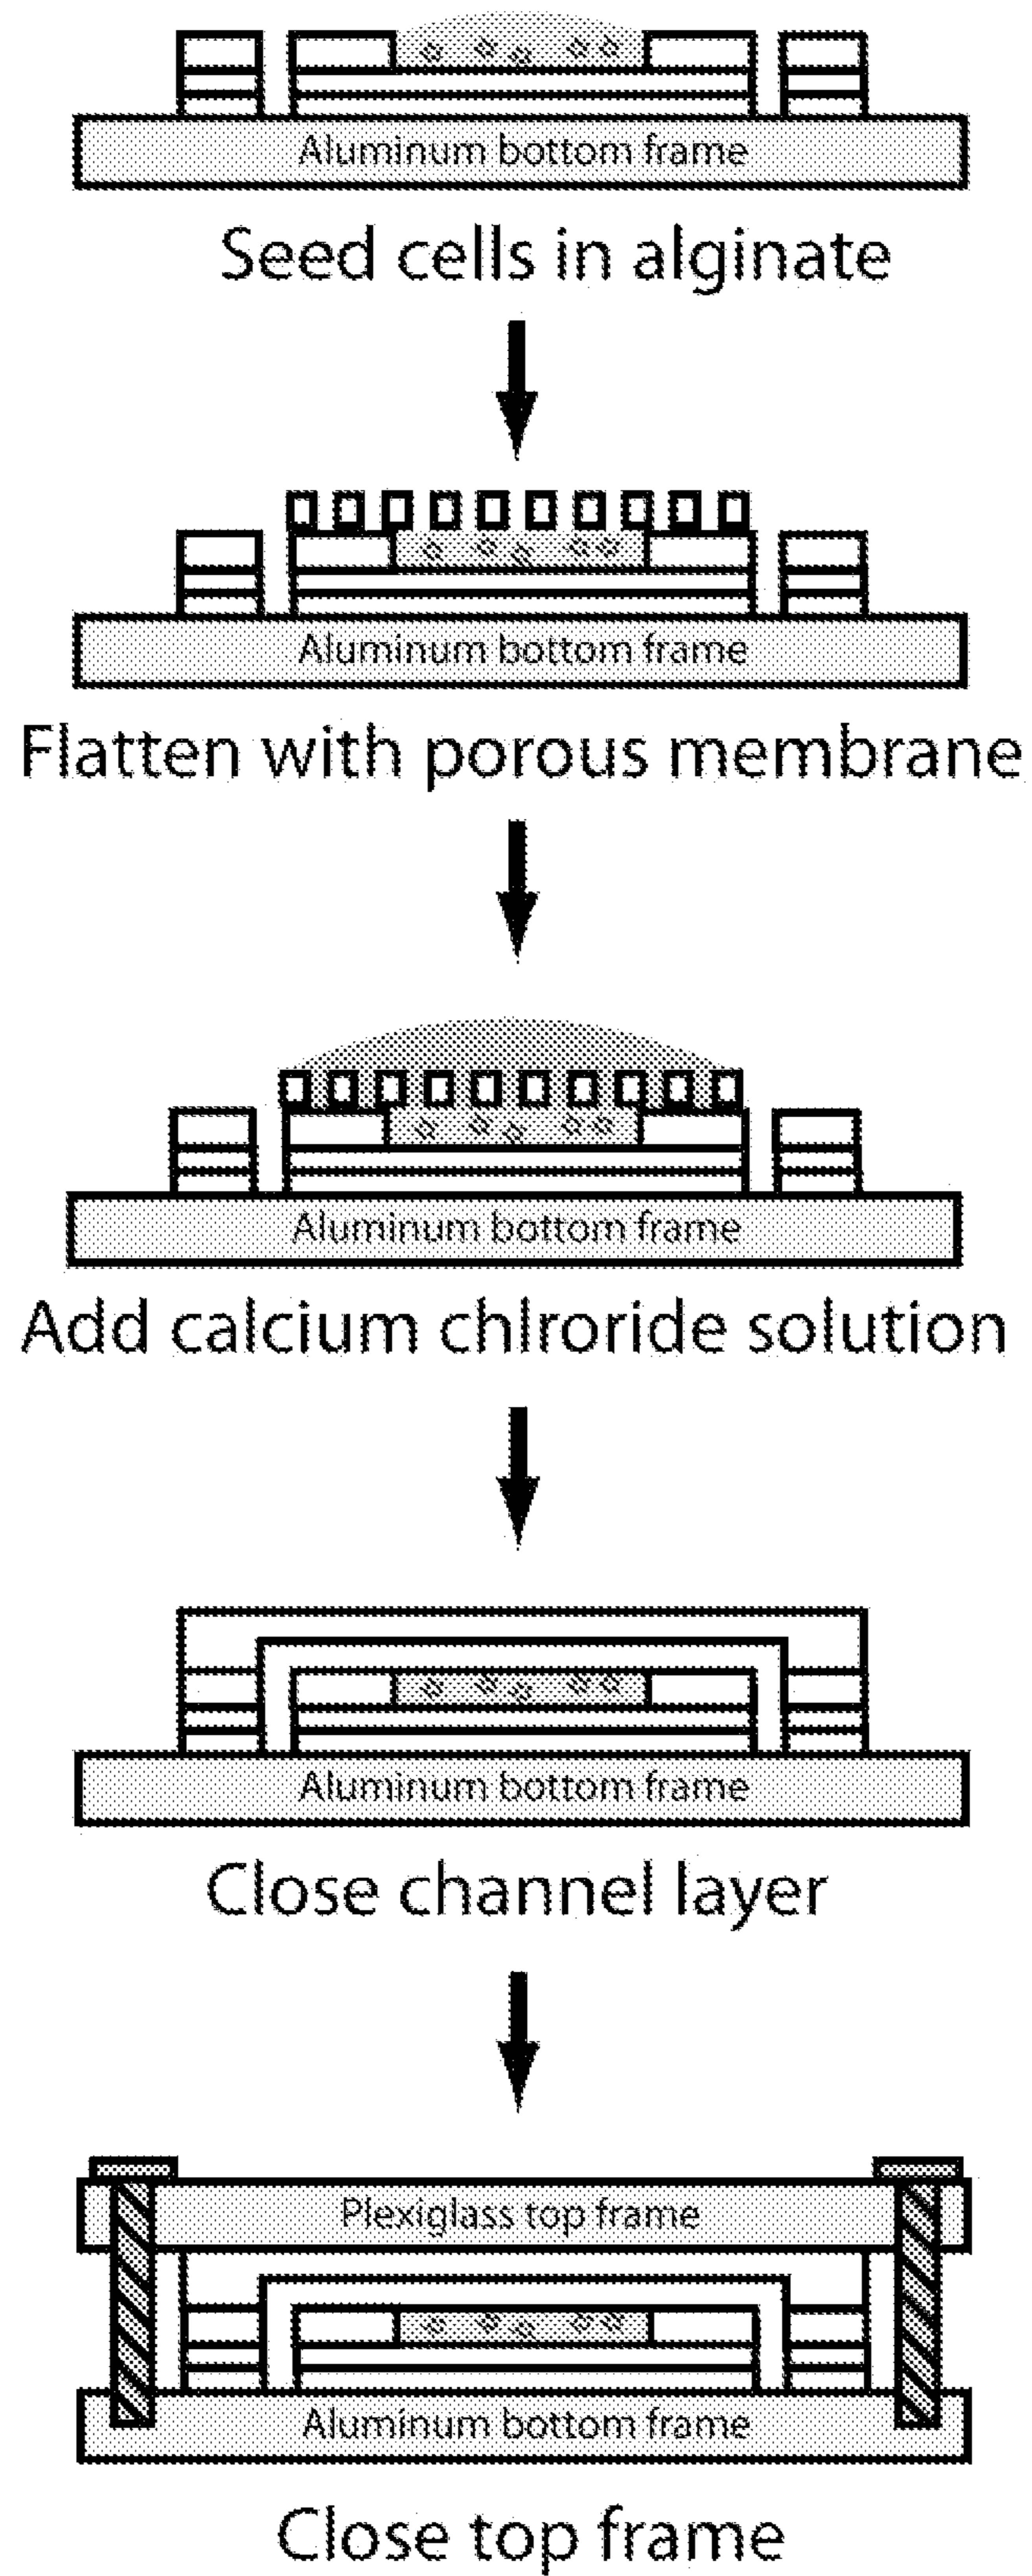 Aluminum bottom frame
Seed cells in alginate
Aluminum bottom frame
Flatten with porous membrane
Aluminum bottom frame
Add calcium chlroride solution
Aluminum bottom frame
Close channel layer
Plexiglass top frame
Aluminum bottom frame
Close top frame